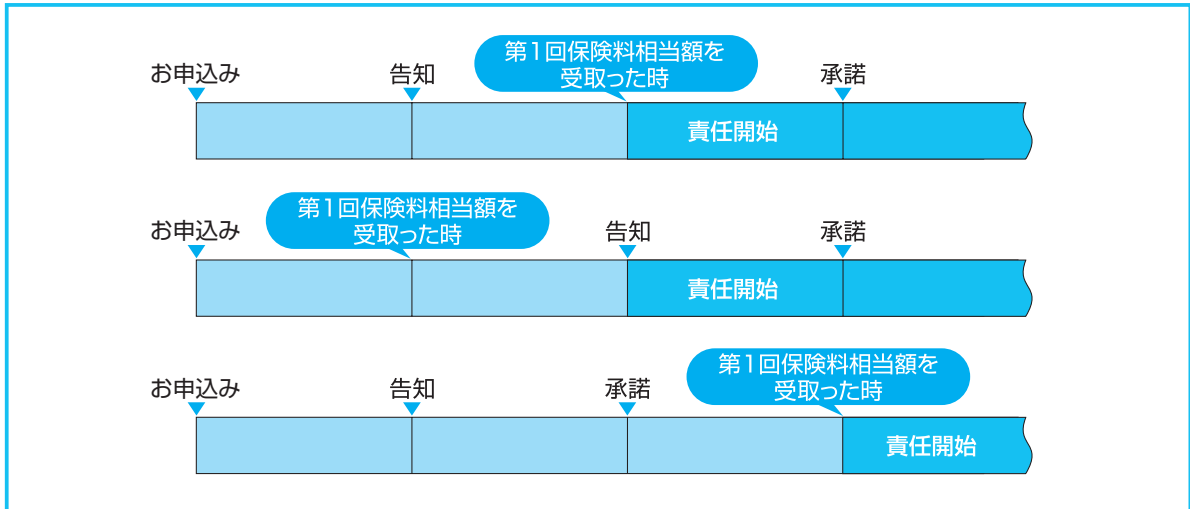 第1回保険料相当額を
受取った時
お申込み
告知
承諾
責任開始
第1回保険料相当額を
受取った時
お申込み
告知
承諾
責任開始
第1回保険料相当額を
受取った時
お申込み
告知
承諾
責任開始